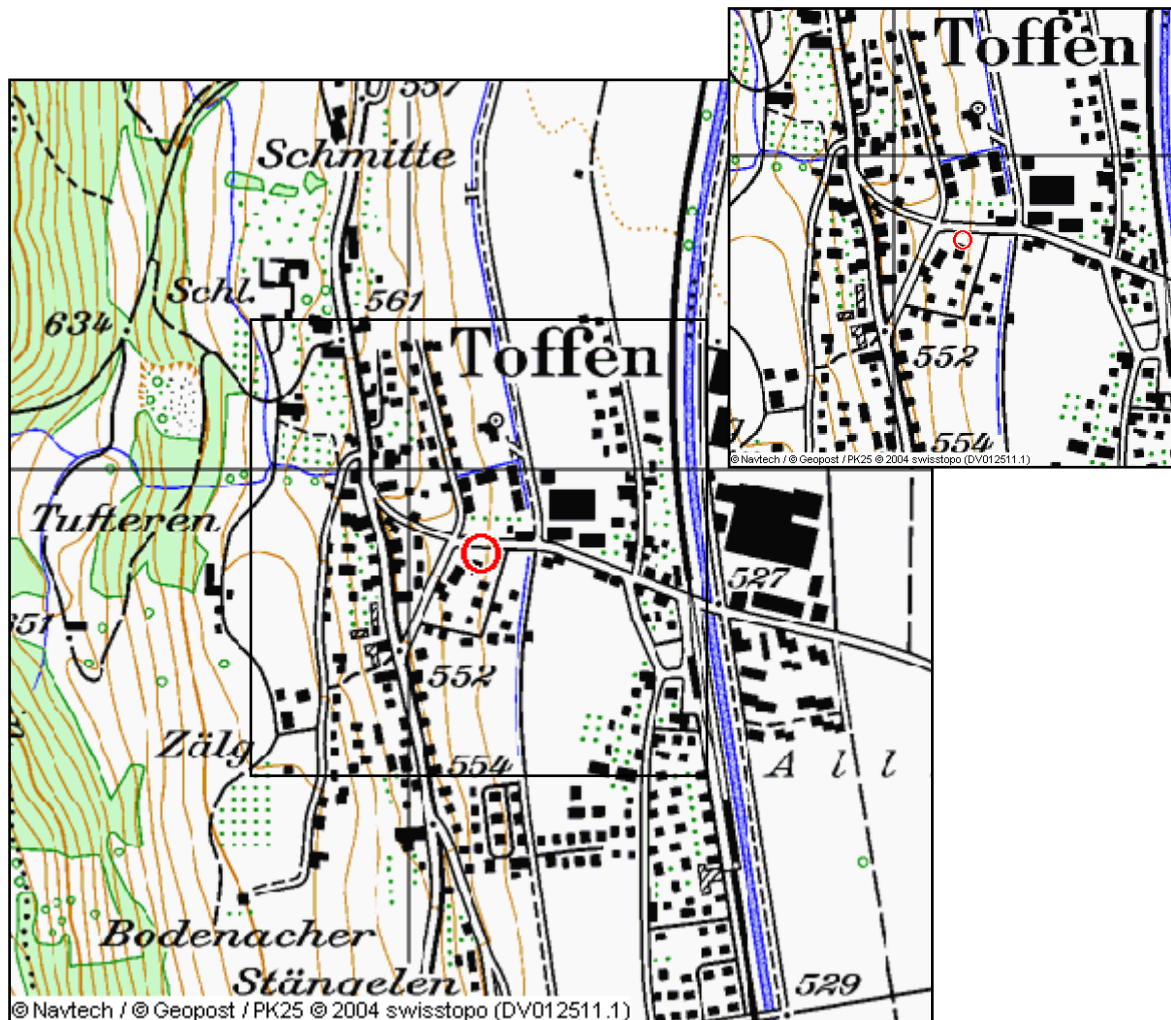 Toffen
552
554
© Navtech / © Geopost / PK25 © 2004 swisstopo (DV012511.1)
557
Schmitte
Schl.
561
634
Toffen
Tufteren
527
651
552
Zälg
554
A l l
Bodenacher
Stängelen
529
© Navtech / © Geopost / PK25 © 2004 swisstopo (DV012511.1)